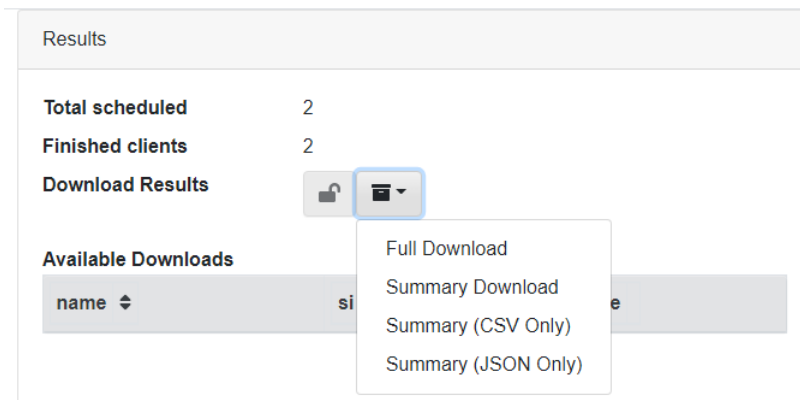 Results
Total scheduled 2
Finished clients 2
Download Results
Full Download
Available Downloads
Summary Download
name si e
Summary (CSV Only)
Summary (JSON Only)